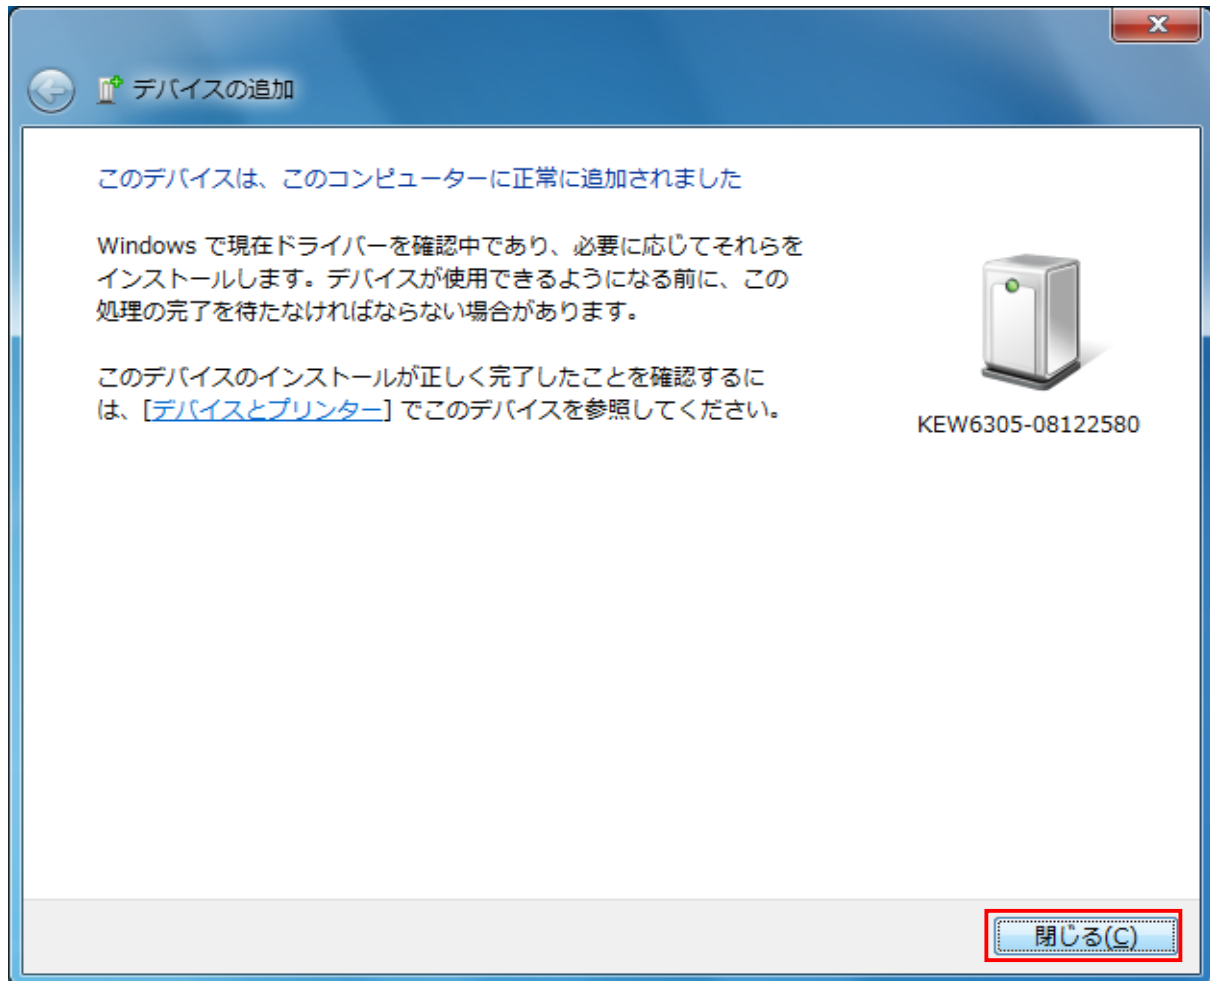 デバイスの追加
このデバイスは、このコンピューターに正常に追加されました
Windows で現在ドライバーを確認中であり、必要に応じてそれらを
インストールします。デバイスが使用できるようになる前に、この
処理の完了を待たなければならない場合があります。
このデバイスのインストールが正しく完了したことを確認するに
は、[デバイスとプリンター] でこのデバイスを参照してください。
KEW6305-08122580
閉じる(C)